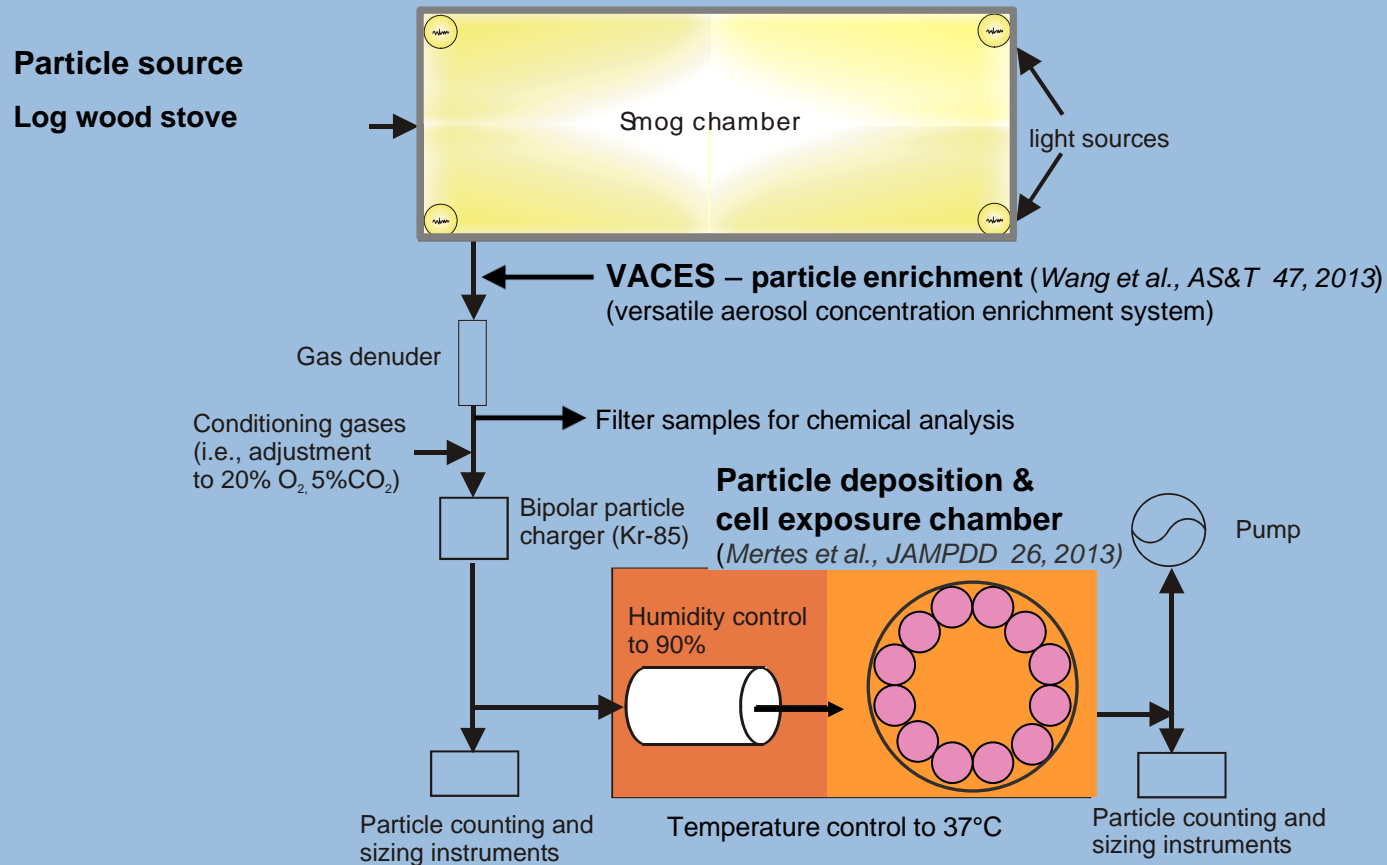 Particle source
Log wood stove
Smog chamber
light sources
VACES – particle enrichment (Wang et al., AS&T 47, 2013)
(versatile aerosol concentration enrichment system)
Gas denuder
Filter samples for chemical analysis
Conditioning gases
(i.e., adjustment
to 20% O2, 5%CO2)
Bipolar particle
charger (Kr-85)
Particle deposition &
cell exposure chamber
(Mertes et al., JAMPDD 26, 2013)
Pump
Humidity control
to 90%
Particle counting and
sizing instruments
Temperature control to 37°C
Particle counting and
sizing instruments